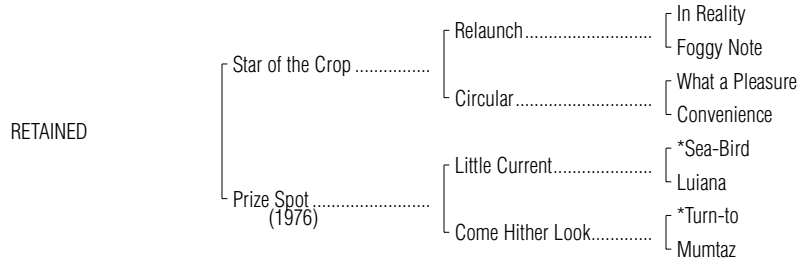 In Reality
Relaunch..............................
Foggy Note
Star of the Crop .................
What a Pleasure
Circular................................
Convenience
RETAINED
*Sea-Bird
Little Current.......................
Luiana
Prize Spot ..........................
(1976)
*Turn-to
Come Hither Look..............
Mumtaz